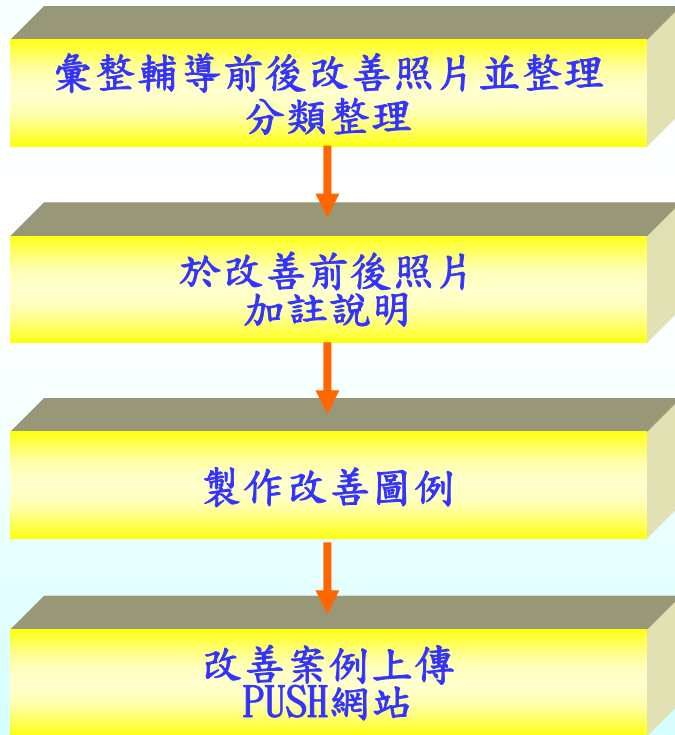 彙整輔導前後改善照片並整理
分類整理
於改善前後照片
加註說明
製作改善圖例
改善案例上傳
PUSH網站